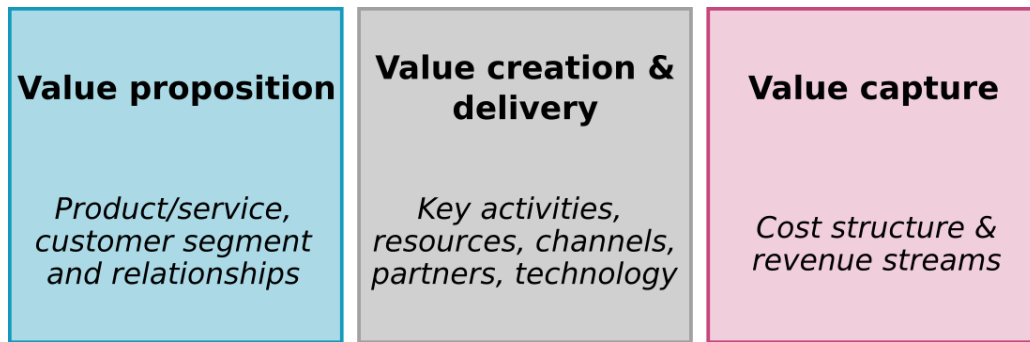 Value proposition
Product/service,
customer segment
and relationships
Value creation &
delivery
Key activities,
resources, channels,
partners, technology
Value capture
Cost structure &
revenue streams